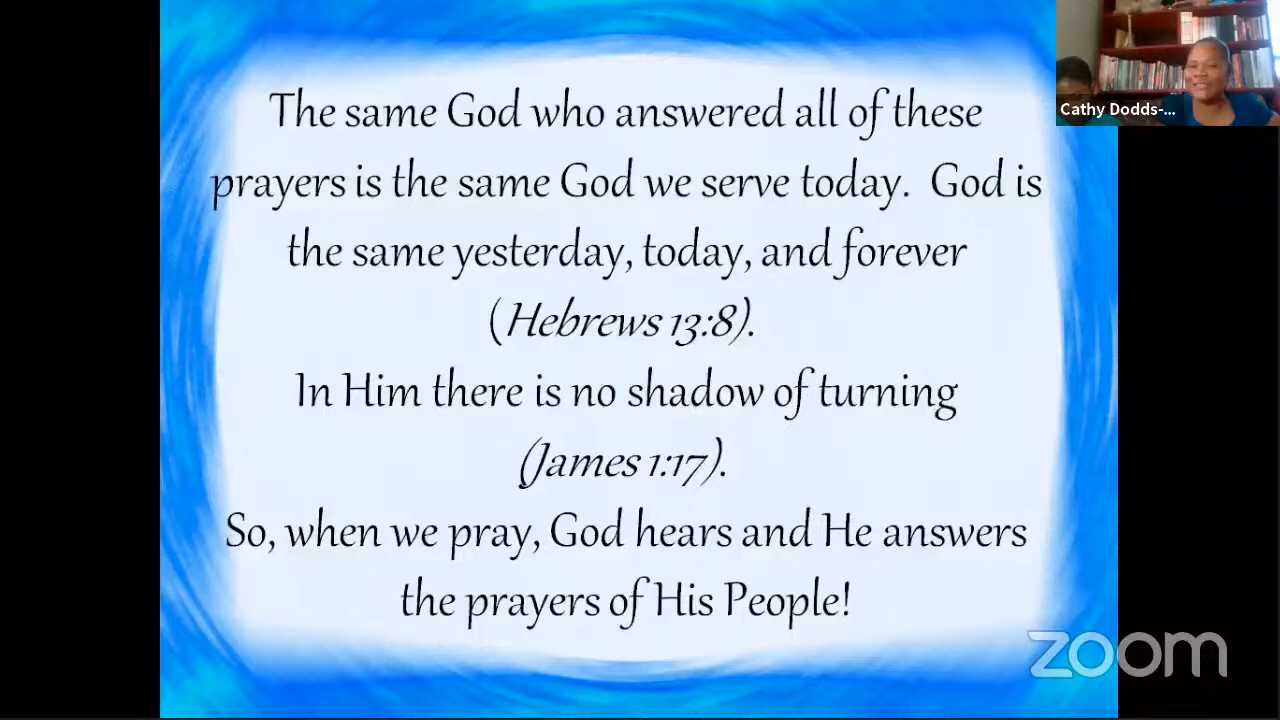 The same God who answered all of these
prayers is the same God we serve today.  God is
the same yesterday, today, and forever
(Hebrews 13:8).
In Him there is no shadow of turning
(James 1:17).
So, when we pray, God hears and He answers
the prayers of His People!
Cathy Dodds-...
zoom